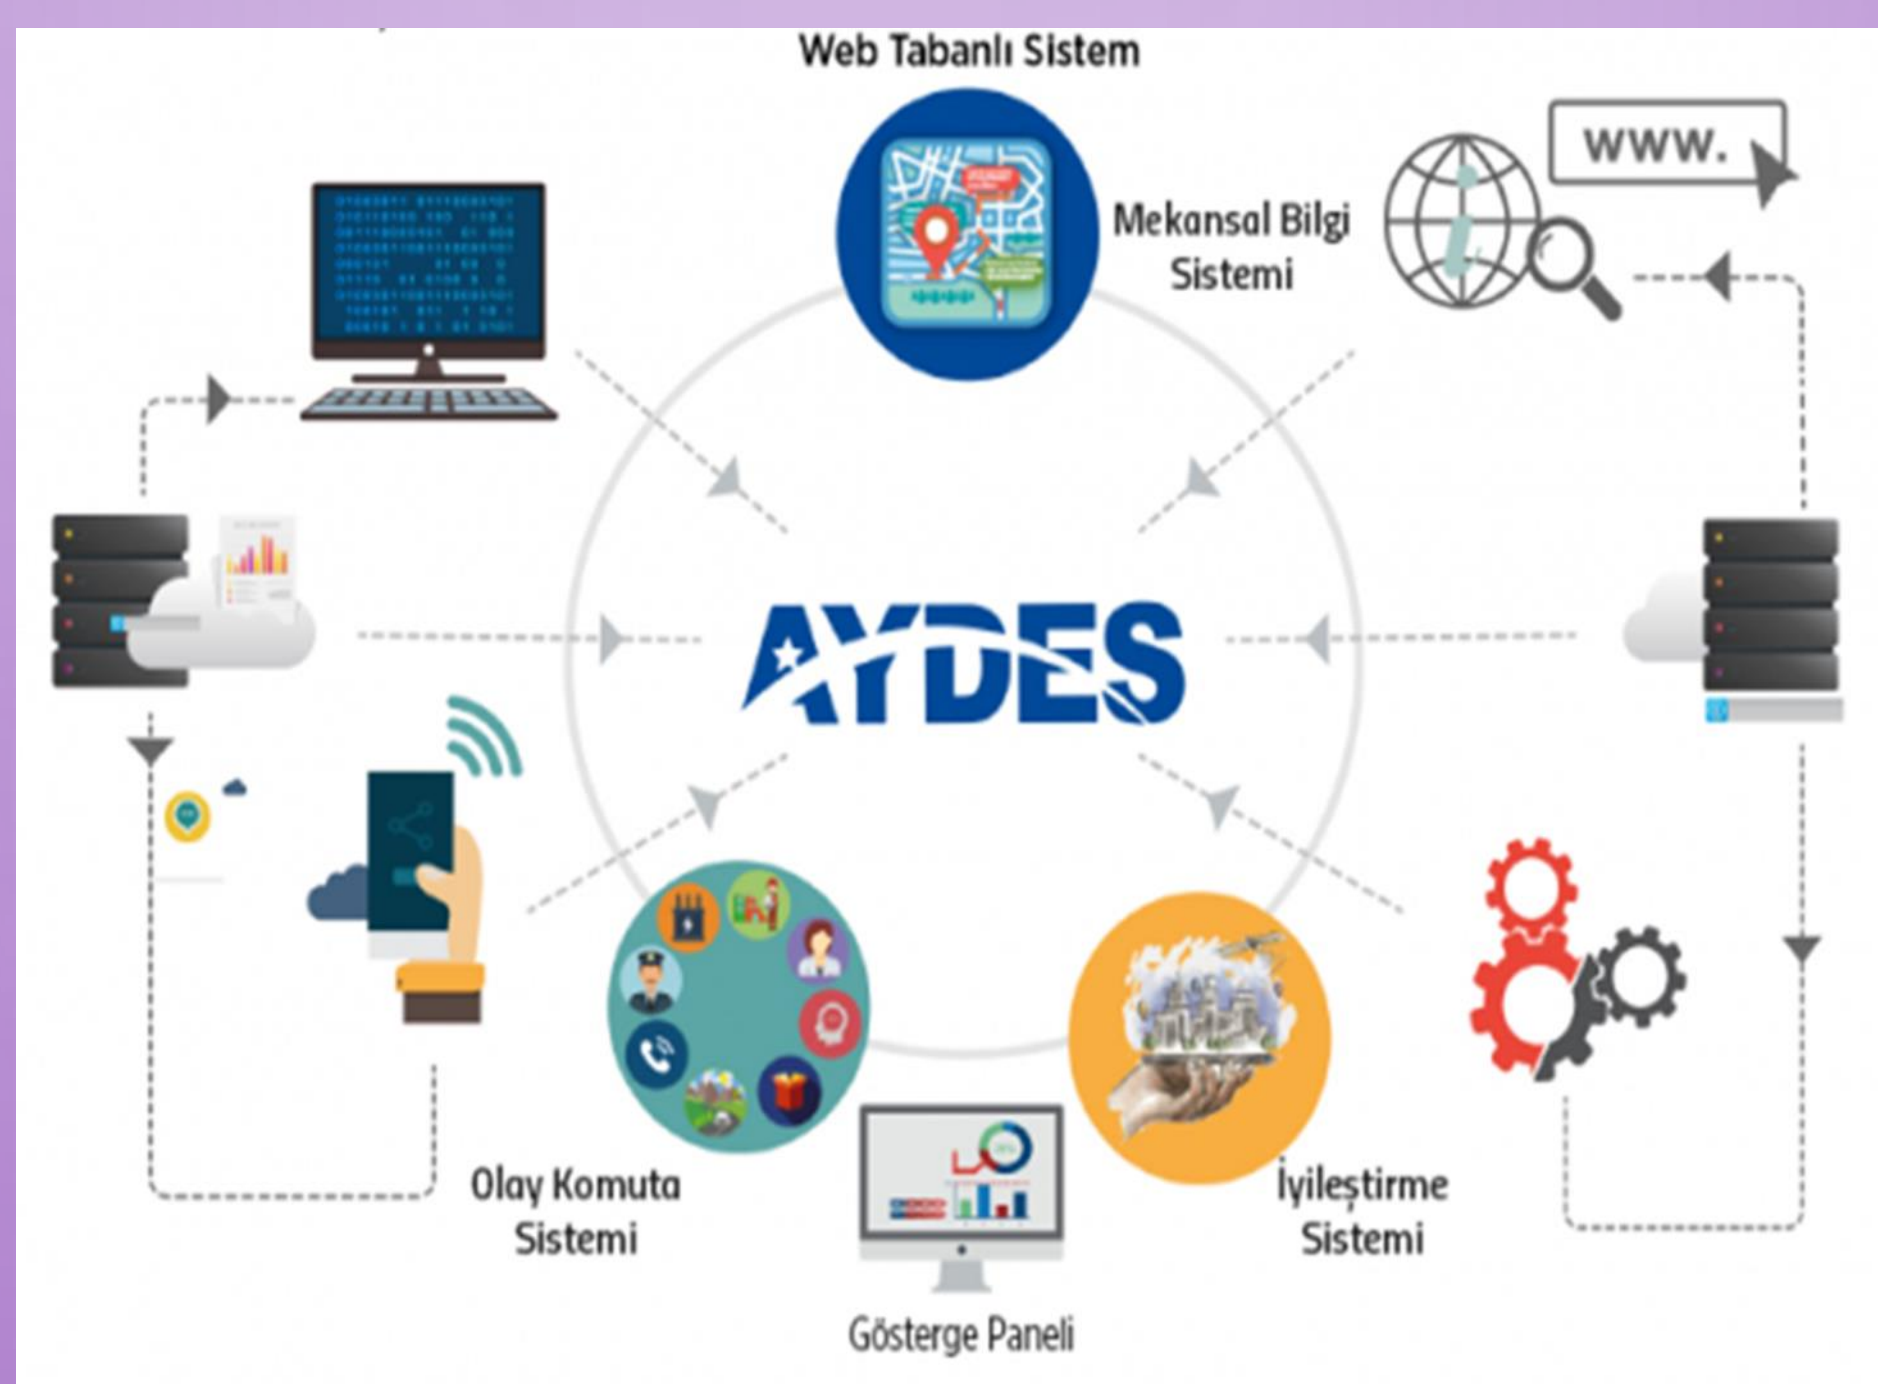 Web Tabanlı Sistem
www.
Mekansal Bilgi
Sistemi
AYDES
Olay Komuta
Sistemi
İyileştirme
Sistemi
Gösterge Paneli